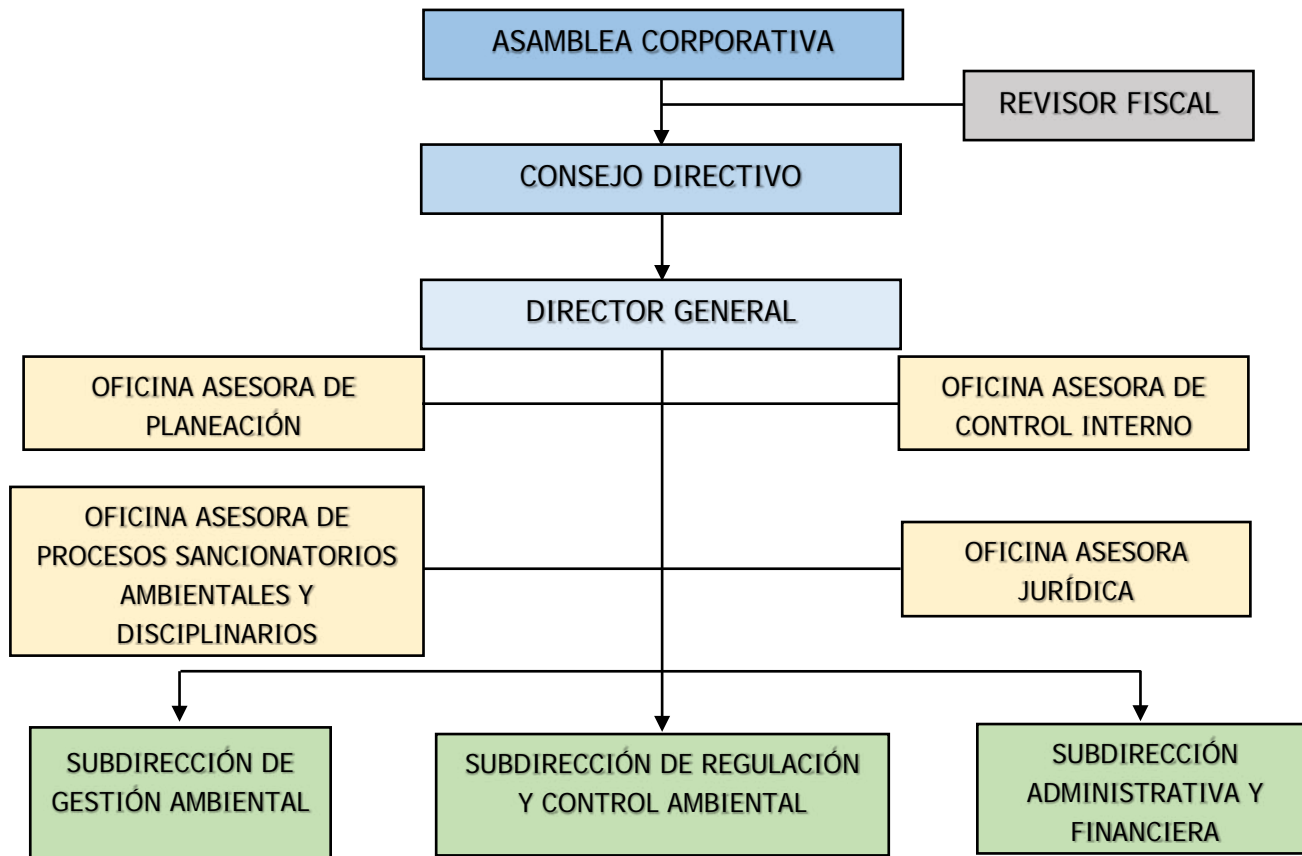 ASAMBLEA CORPORATIVA
REVISOR FISCAL
CONSEJO DIRECTIVO
DIRECTOR GENERAL
OFICINA ASESORA DE
PLANEACIÓN
OFICINA ASESORA DE
CONTROL INTERNO
OFICINA ASESORA DE
PROCESOS SANCIONATORIOS
AMBIENTALES Y
DISCIPLINARIOS
OFICINA ASESORA
JURÍDICA
SUBDIRECCIÓN DE
GESTIÓN AMBIENTAL
SUBDIRECCIÓN DE REGULACIÓN
Y CONTROL AMBIENTAL
SUBDIRECCIÓN
ADMINISTRATIVA Y
FINANCIERA